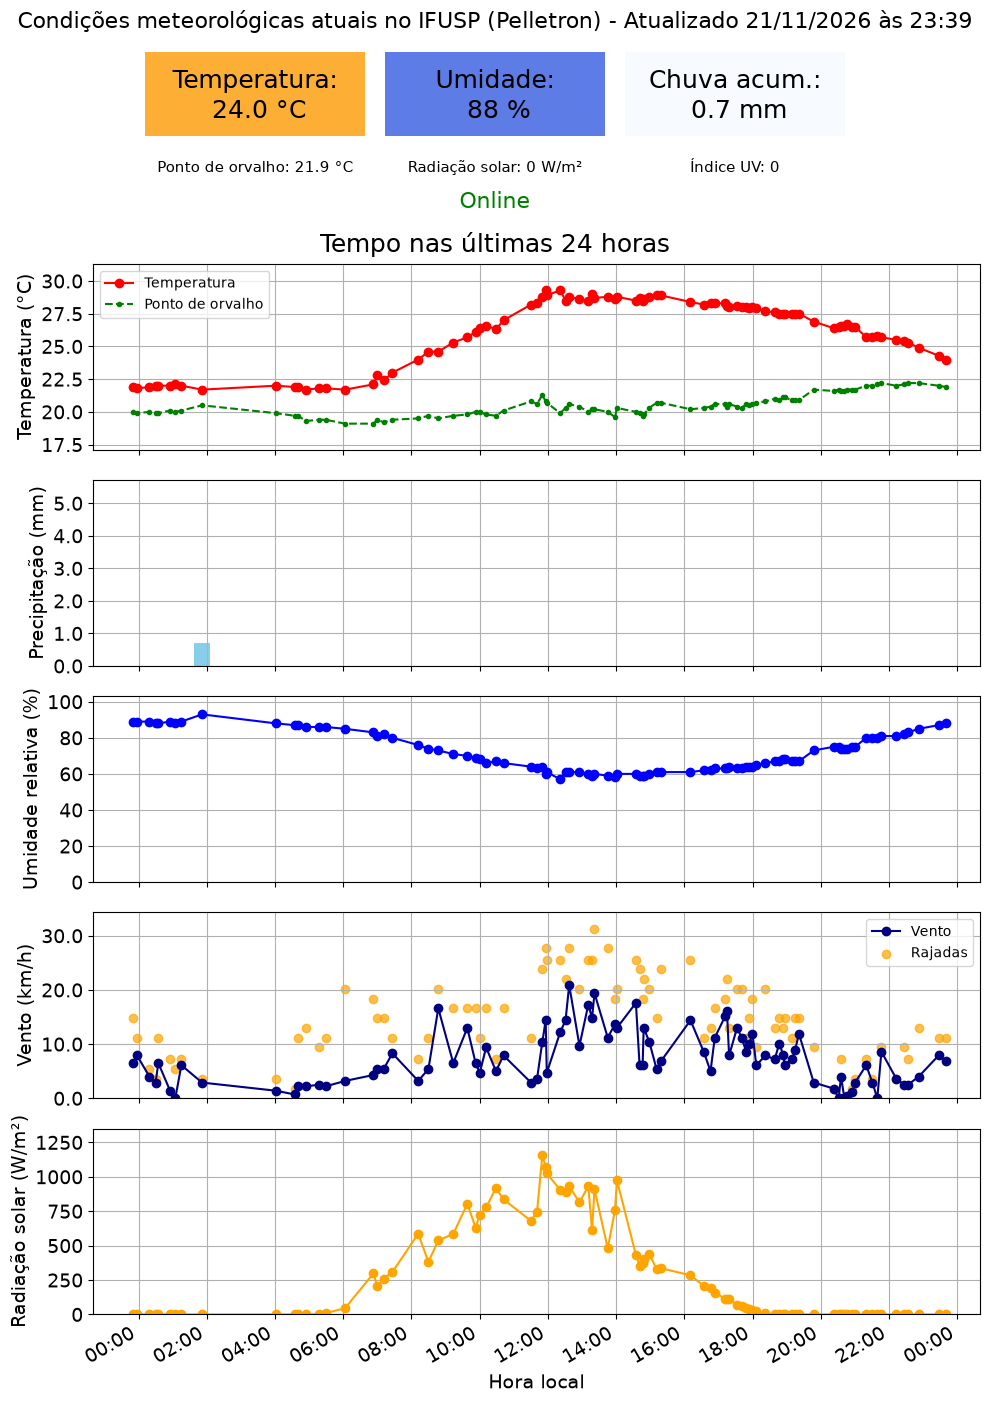 Condições meteorológicas atuais no IFUSP (Pelletron) - Atualizado 21/11/2026 às 23:39
Temperatura:
24.0 °C
Umidade:
88 %
Chuva acum.:
0.7 mm
Ponto de orvalho: 21.9 °C
Radiação solar: 0 W/m²
Índice UV: 0
Online
Tempo nas últimas 24 horas
Temperatura (°C)
30.0
27.5
25.0
22.5
20.0
17.5
Temperatura
Ponto de orvalho
Precipitação (mm)
5.0
4.0
3.0
2.0
1.0
0.0
Umidade relativa (%)
100
80
60
40
20
0
Vento (km/h)
30.0
20.0
10.0
0.0
Vento
Rajadas
Radiação solar (W/m²)
1250
1000
750
500
250
0
00:00
02:00
04:00
06:00
08:00
10:00
12:00
14:00
16:00
18:00
20:00
22:00
00:00
Hora local